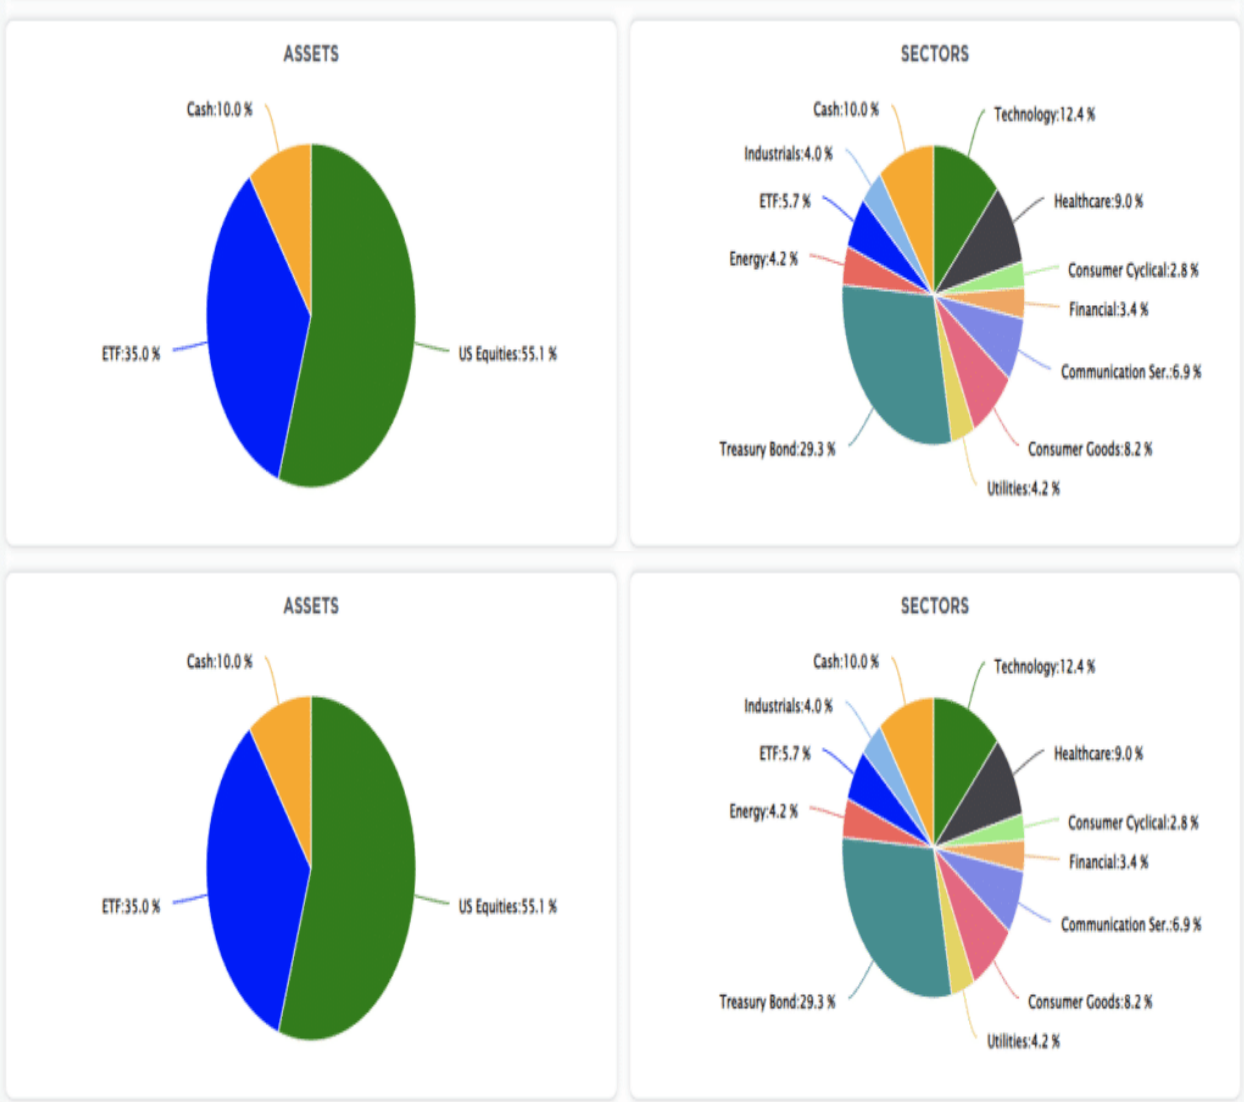 ASSETS
Cash:10.0 %
ETF:35.0 %
US Equities:55.1 %
SECTORS
Cash:10.0 %
Technology:12.4 %
Industrials:4.0 %
ETF:5.7 %
Healthcare:9.0 %
Energy:4.2 %
Consumer Cyclical:2.8 %
Financial:3.4 %
Communication Ser.:6.9 %
Treasury Bond:29.3 %
Consumer Goods:8.2 %
Utilities:4.2 %
ASSETS
Cash:10.0 %
ETF:35.0 %
US Equities:55.1 %
SECTORS
Cash:10.0 %
Technology:12.4 %
Industrials:4.0 %
ETF:5.7 %
Healthcare:9.0 %
Energy:4.2 %
Consumer Cyclical:2.8 %
Financial:3.4 %
Communication Ser.:6.9 %
Treasury Bond:29.3 %
Consumer Goods:8.2 %
Utilities:4.2 %